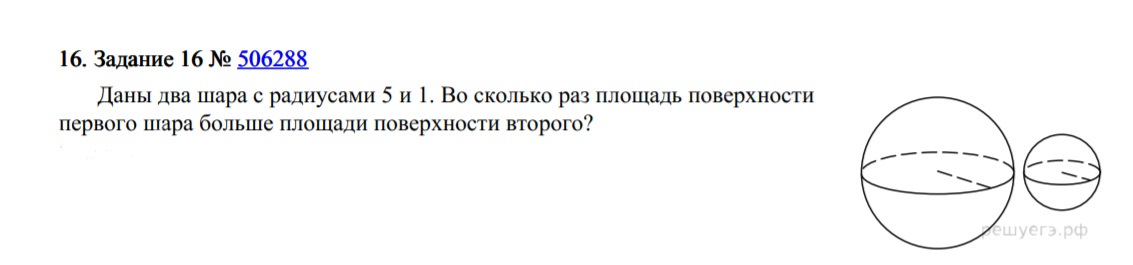 16. Задание 16 № 506288
Даны два шара с радиусами 5 и 1. Во сколько раз площадь поверхности
первого шара больше площади поверхности второго?
решуегэ.рф